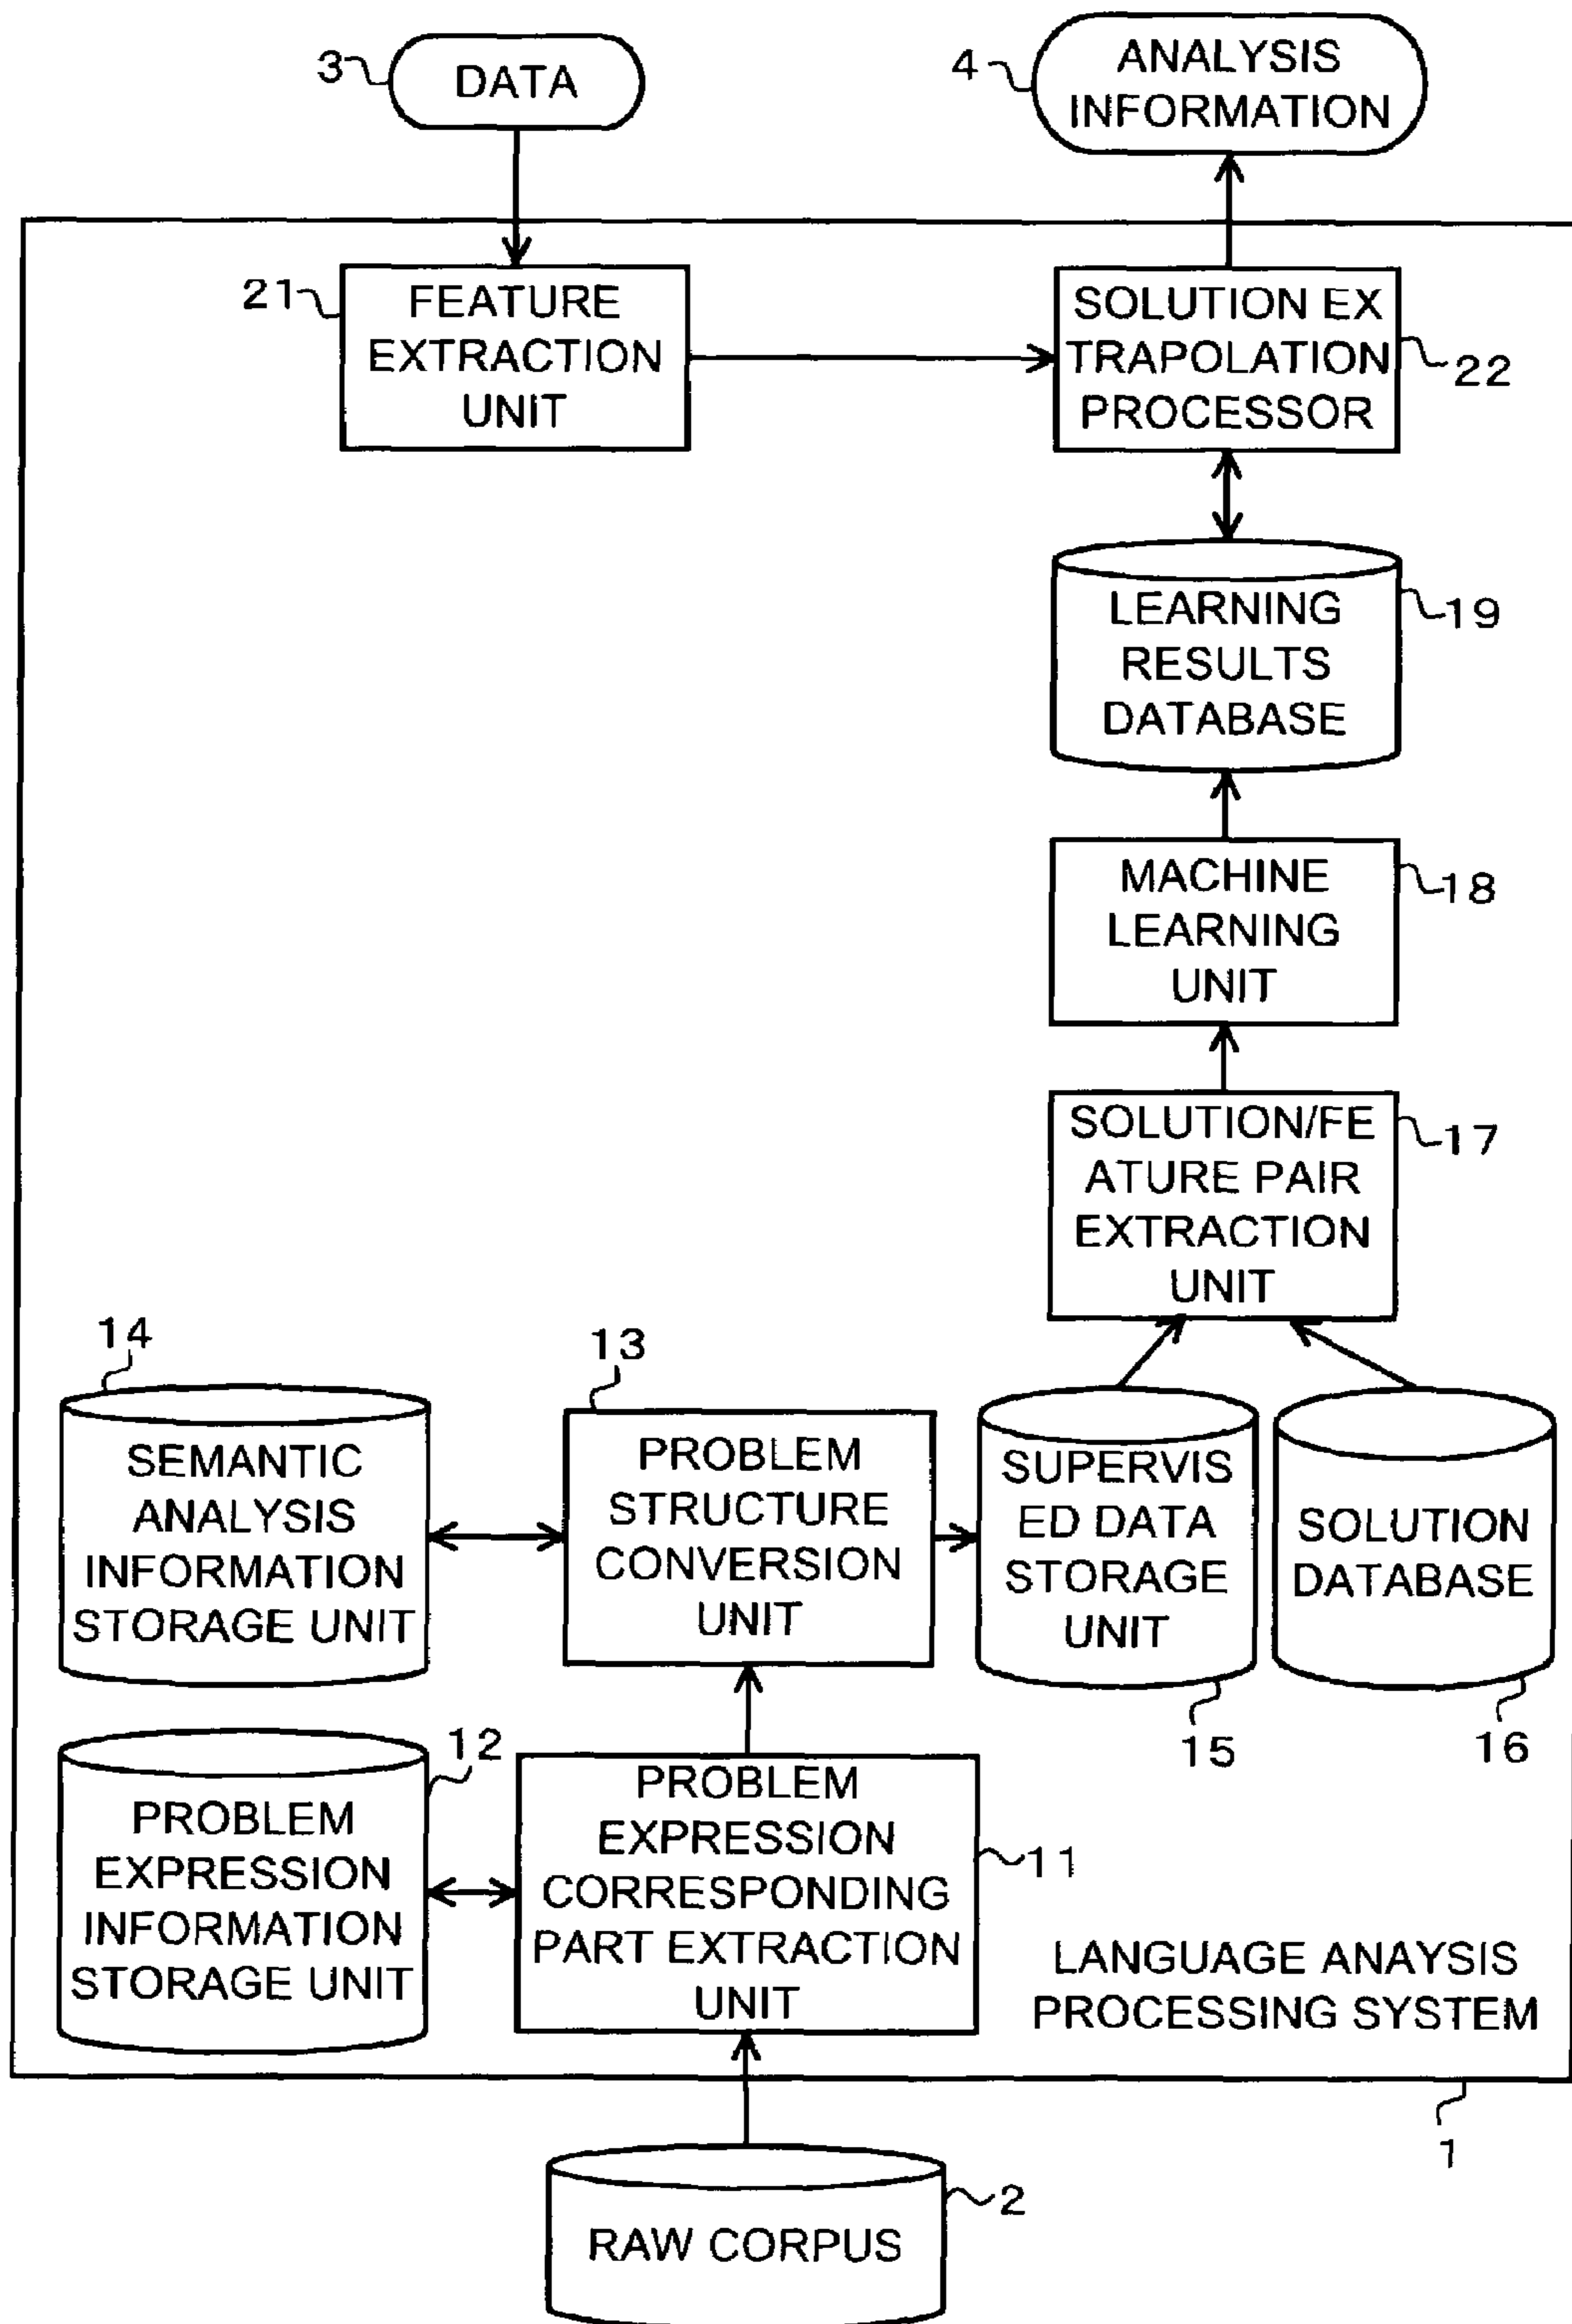 3
DATA
4
ANALYSIS
INFORMATION
21
FEATURE
EXTRACTION
UNIT
SOLUTION EX
TRAPOLATION
PROCESSOR
22
LEARNING
RESULTS
DATABASE
19
MACHINE
LEARNING
UNIT
18
SOLUTION/FE
ATURE PAIR
EXTRACTION
UNIT
17
14
SEMANTIC
ANALYSIS
INFORMATION
STORAGE UNIT
13
PROBLEM
STRUCTURE
CONVERSION
UNIT
SUPERVIS
ED DATA
STORAGE
UNIT
15
SOLUTION
DATABASE
16
12
PROBLEM
EXPRESSION
INFORMATION
STORAGE UNIT
PROBLEM
EXPRESSION
CORRESPONDING
PART EXTRACTION
UNIT
11
LANGUAGE ANAYSIS
PROCESSING SYSTEM
1
2
RAW CORPUS